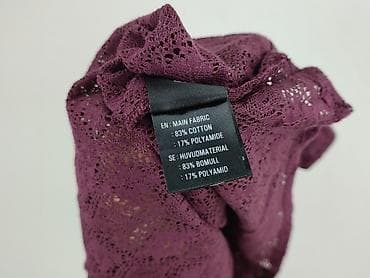 EN: MAIN FABRIC
: 83% COTTON
: 17% POLYAMIDE
SE: HUVUDMATERIAL
: 83% BOMULL
: 17% POLYAMID